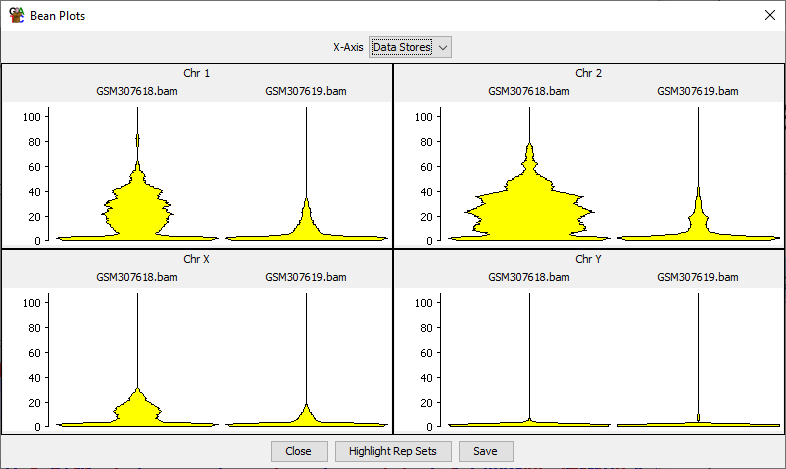 Bean Plots
X-Axis Data Stores
Chr 1
GSM307618.bam GSM307619.bam
100
80
60
40
20
0
Chr 2
GSM307618.bam GSM307619.bam
100
80
60
40
20
0
Chr X
GSM307618.bam GSM307619.bam
100
80
60
40
20
0
Chr Y
GSM307618.bam GSM307619.bam
100
80
60
40
20
0
Close Highlight Rep Sets Save